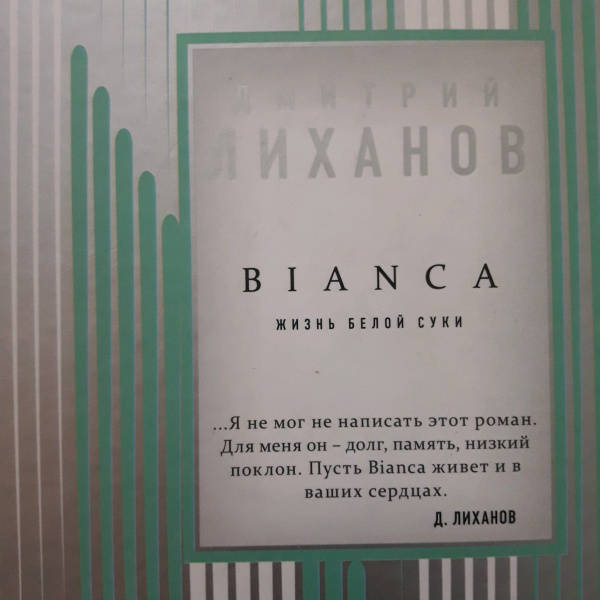 ДМИТРИЙ
ЛИХАНОВ
BIANCA
ЖИЗНЬ БЕЛОЙ СУКИ
...Я не мог не написать этот роман.
Для меня он – долг, память, низкий
поклон. Пусть Bianca живет и в
ваших сердцах.
Д. ЛИХАНОВ